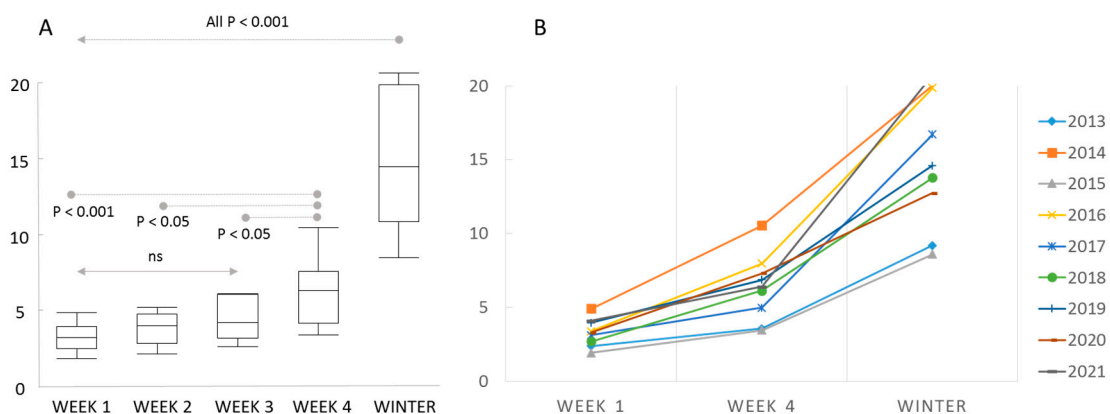 A
All P < 0.001
20
15
10
5
0
P < 0.001
P < 0.05
P < 0.05
ns
WEEK 1 WEEK 2 WEEK 3 WEEK 4 WINTER
B
20
15
10
5
0
WEEK 1 WEEK 4 WINTER
2013
2014
2015
2016
2017
2018
2019
2020
2021